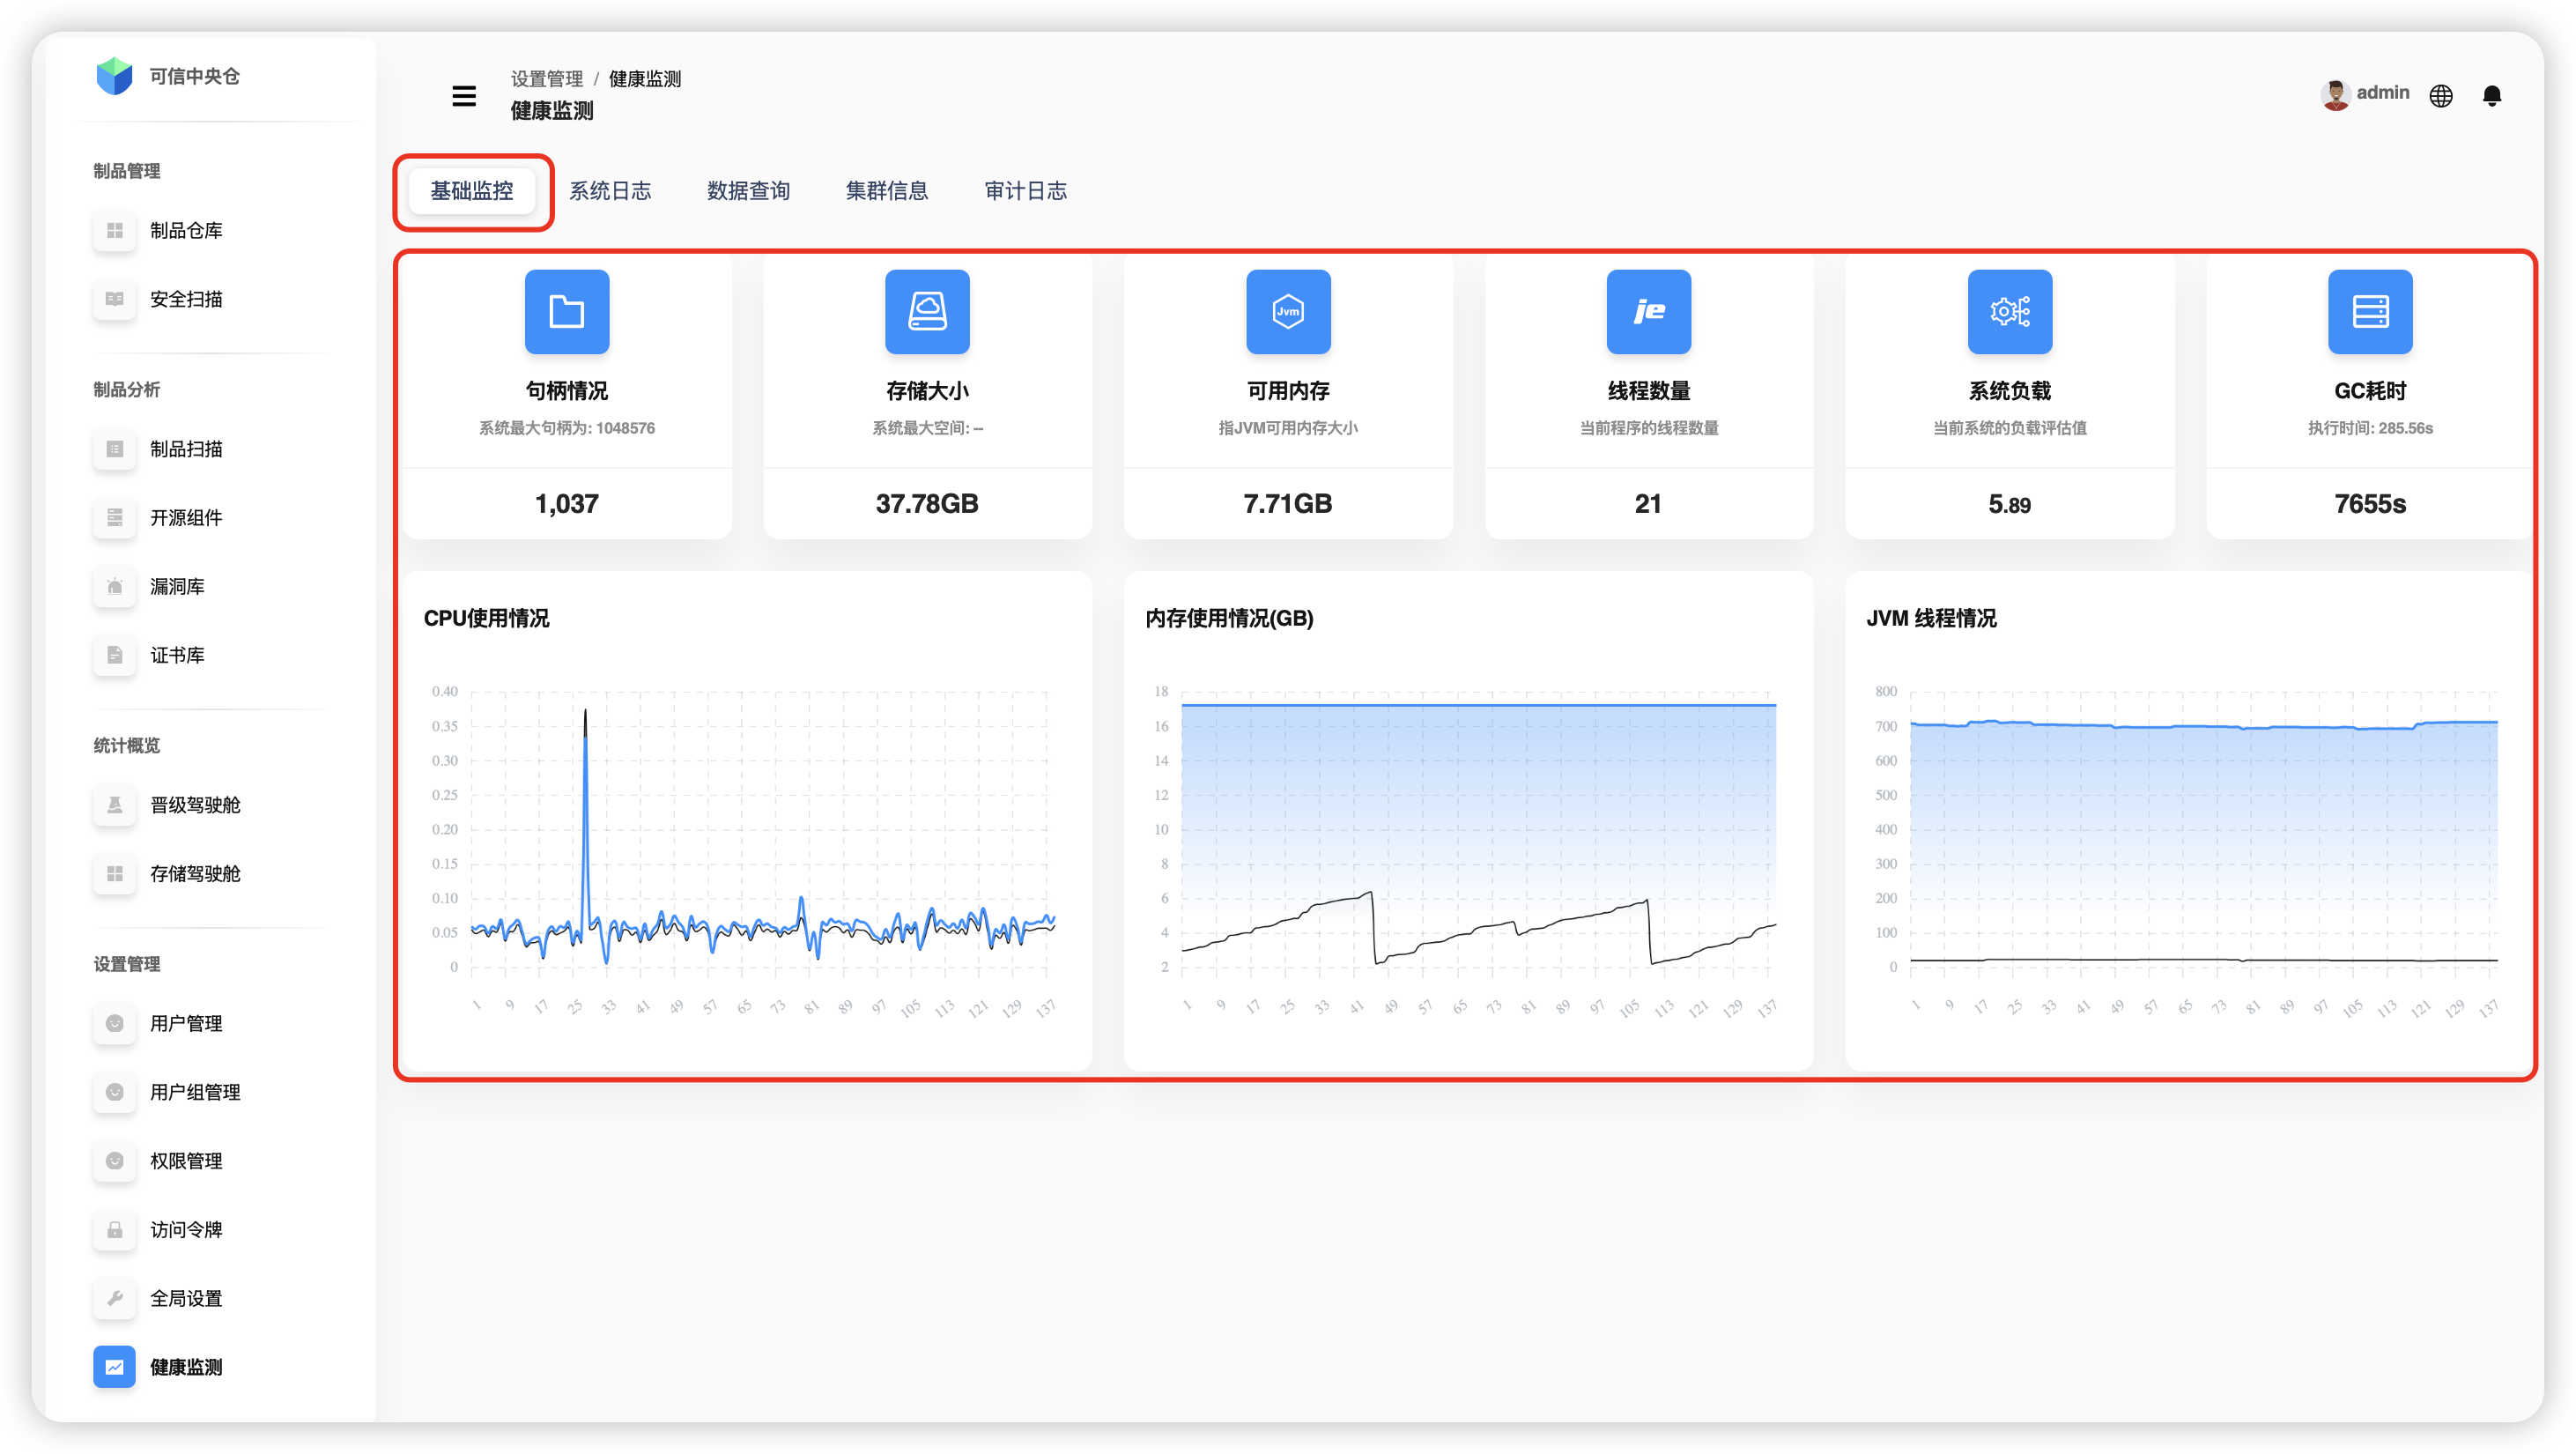 可信中央仓
制品管理
制品仓库
安全扫描
制品分析
制品扫描
开源组件
漏洞库
证书库
统计概览
晋级驾驶舱
存储驾驶舱
设置管理
用户管理
用户组管理
权限管理
访问令牌
全局设置
健康监测
设置管理 / 健康监测
健康监测
admin
基础监控 系统日志 数据查询 集群信息 审计日志
句柄情况
系统最大句柄为: 1048576
1,037
存储大小
系统最大空间: --
37.78GB
Jvm
可用内存
指JVM可用内存大小
7.71GB
je
线程数量
当前程序的线程数量
21
系统负载
当前系统的负载评估值
5.89
GC耗时
执行时间: 285.56s
7655s
CPU使用情况
0.40
0.35
0.30
0.25
0.20
0.15
0.10
0.05
0
1 9 17 25 33 41 49 57 65 73 81 89 97 105 113 121 129 137
内存使用情况(GB)
18
16
14
12
10
8
6
4
2
1 9 17 25 33 41 49 57 65 73 81 89 97 105 113 121 129 137
JVM 线程情况
800
700
600
500
400
300
200
100
0
1 9 17 25 33 41 49 57 65 73 81 89 97 105 113 121 129 137